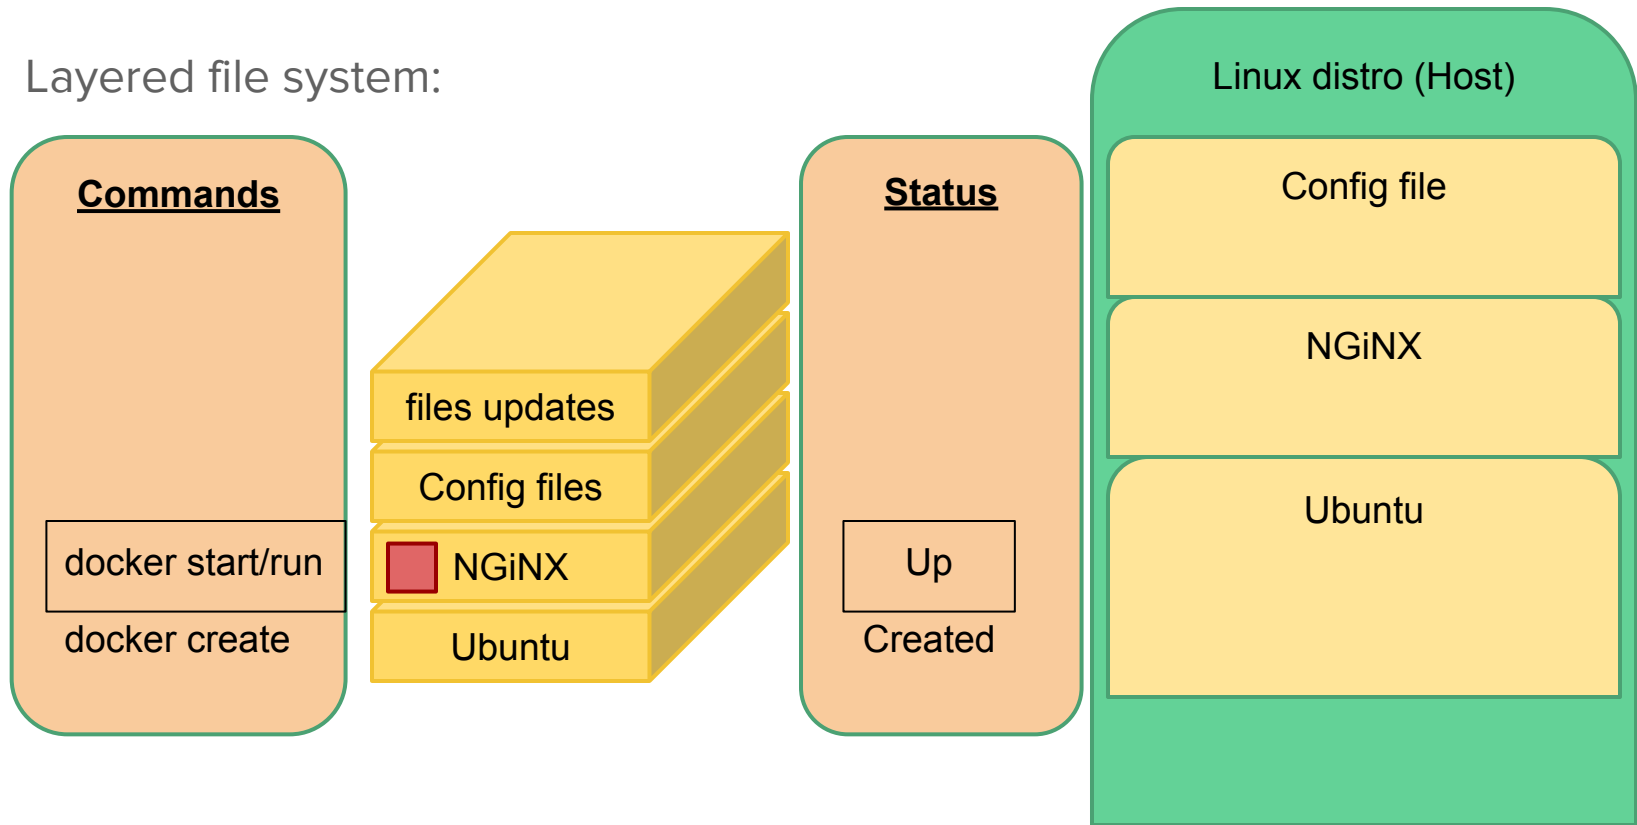 Layered file system:
Commands
docker start/run
docker create
files updates
Config files
NGiNX
Ubuntu
Status
Up
Created
Linux distro (Host)
Config file
NGiNX
Ubuntu